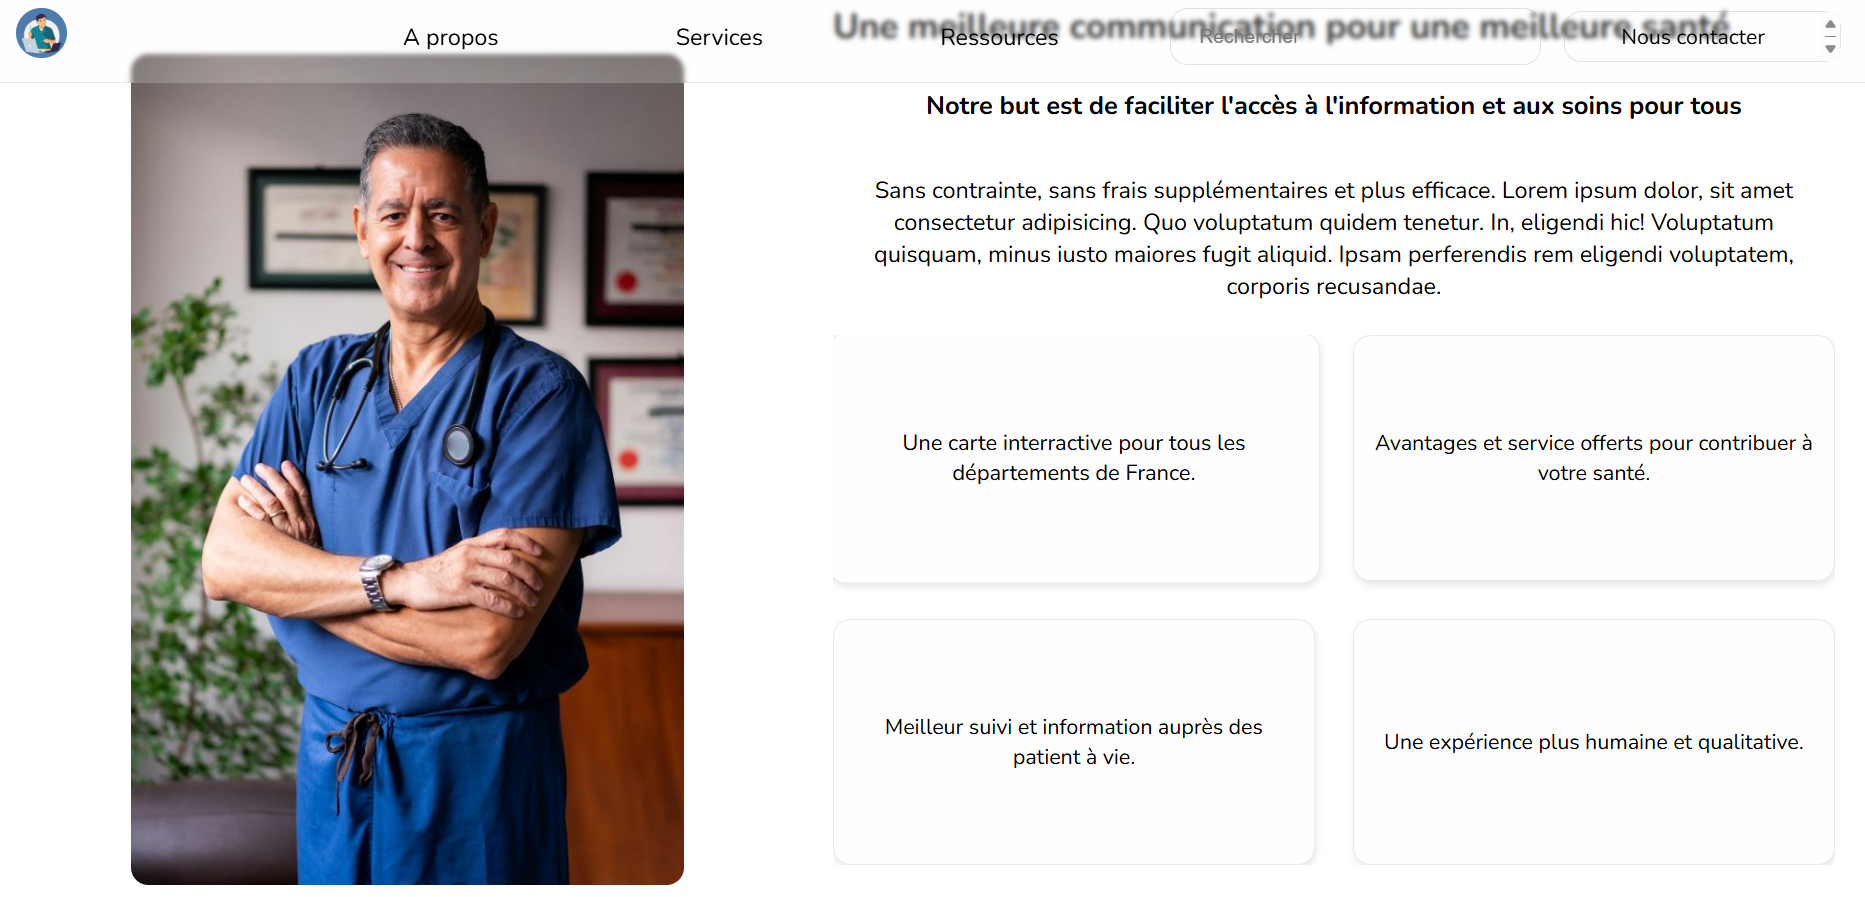 A propos
Services
Ressources
Rechercher
Nous contacter
Une meilleure communication pour une meilleure santé
Notre but est de faciliter l'accès à l'information et aux soins pour tous
Sans contrainte, sans frais supplémentaires et plus efficace. Lorem ipsum dolor, sit amet
consectetur adipisicing. Quo voluptatum quidem tenetur. In, eligendi hic! Voluptatum
quisquam, minus iusto maiores fugit aliquid. Ipsam perferendis rem eligendi voluptatem,
corporis recusandae.
Une carte interractive pour tous les
départements de France.
Avantages et service offerts pour contribuer à
votre santé.
Meilleur suivi et information auprès des
patient à vie.
Une expérience plus humaine et qualitative.